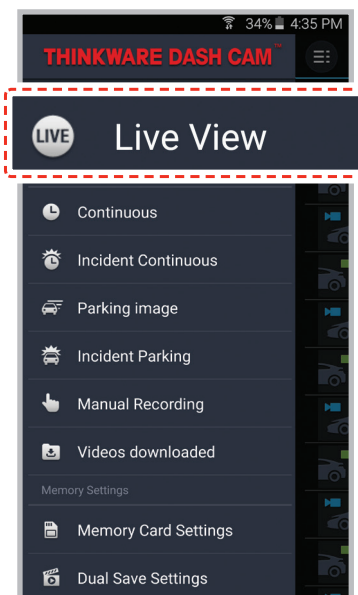 34% 4:35 PM
THINKWARE DASH CAM™
LIVE Live View
Continuous
Incident Continuous
Parking image
Incident Parking
Manual Recording
Videos downloaded
Memory Settings
Memory Card Settings
Dual Save Settings